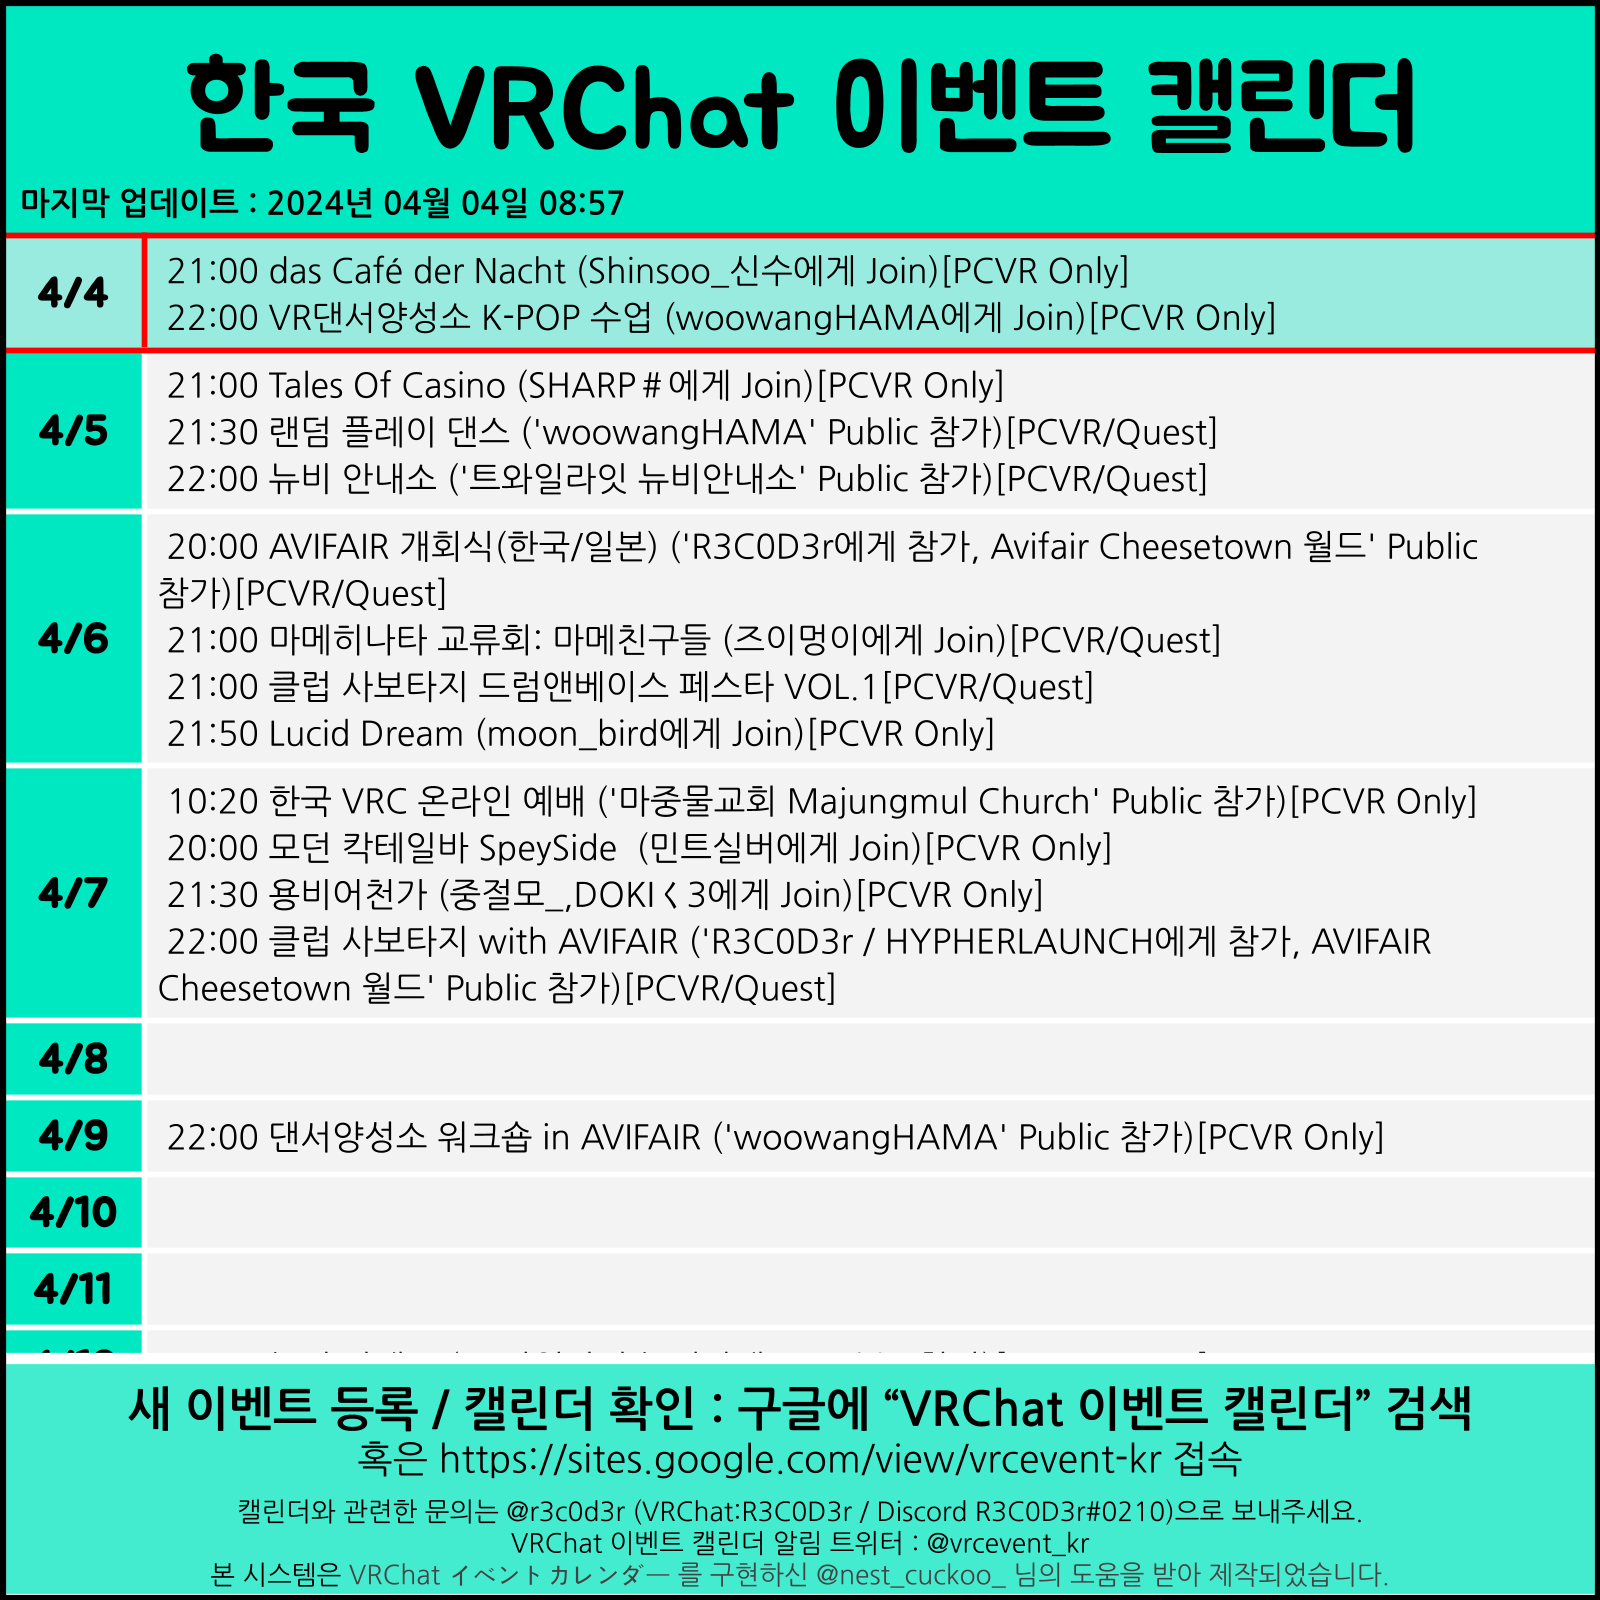 한국 VRChat 이벤트 캘린더
마지막 업데이트 : 2024년 04월 04일 08:57
4/4
21:00 das Café der Nacht (Shinsoo_신수에게 Join)[PCVR Only]
22:00 VR댄서양성소 K-POP 수업 (woowangHAMA에게 Join)[PCVR Only]
4/5
21:00 Tales Of Casino (SHARP＃에게 Join)[PCVR Only]
21:30 랜덤 플레이 댄스 ('woowangHAMA' Public 참가)[PCVR/Quest]
22:00 뉴비 안내소 ('트와일라잇 뉴비안내소' Public 참가)[PCVR/Quest]
4/6
20:00 AVIFAIR 개회식(한국/일본) ('R3C0D3r에게 참가, Avifair Cheesetown 월드' Public
참가)[PCVR/Quest]
21:00 마메히나타 교류회: 마메친구들 (즈이멍이에게 Join)[PCVR/Quest]
21:00 클럽 사보타지 드럼앤베이스 페스타 VOL.1[PCVR/Quest]
21:50 Lucid Dream (moon_bird에게 Join)[PCVR Only]
4/7
10:20 한국 VRC 온라인 예배 ('마중물교회 Majungmul Church' Public 참가)[PCVR Only]
20:00 모던 칵테일바 SpeySide  (민트실버에게 Join)[PCVR Only]
21:30 용비어천가 (중절모_,DOKIく3에게 Join)[PCVR Only]
22:00 클럽 사보타지 with AVIFAIR ('R3C0D3r / HYPHERLAUNCH에게 참가, AVIFAIR
Cheesetown 월드' Public 참가)[PCVR/Quest]
4/8
4/9
22:00 댄서양성소 워크숍 in AVIFAIR ('woowangHAMA' Public 참가)[PCVR Only]
4/10
4/11
새 이벤트 등록 / 캘린더 확인 : 구글에 “VRChat 이벤트 캘린더” 검색
혹은 https://sites.google.com/view/vrcevent-kr 접속
캘린더와 관련한 문의는 @r3c0d3r (VRChat:R3C0D3r / Discord R3C0D3r#0210)으로 보내주세요.
VRChat 이벤트 캘린더 알림 트위터 : @vrcevent_kr
본 시스템은 VRChat イベントカレンダー 를 구현하신 @nest_cuckoo_ 님의 도움을 받아 제작되었습니다.